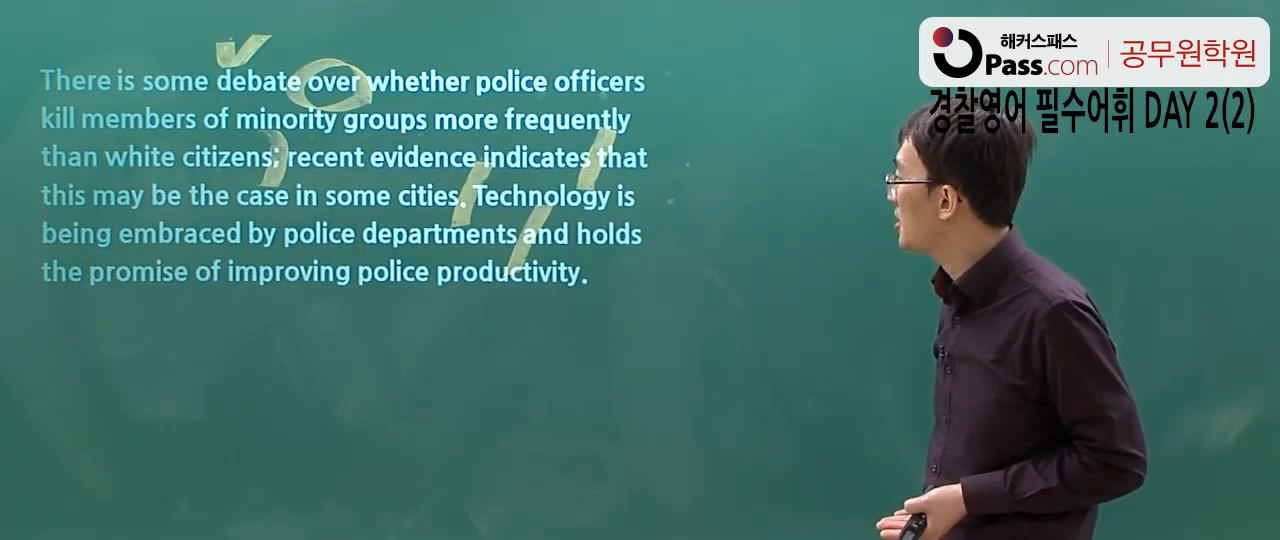 해커스패스
Pass.com
공무원학원
경찰영어 필수어휘 DAY 2(2)
There is some debate over whether police officers
kill members of minority groups more frequently
than white citizens; recent evidence indicates that
this may be the case in some cities. Technology is
being embraced by police departments and holds
the promise of improving police productivity.